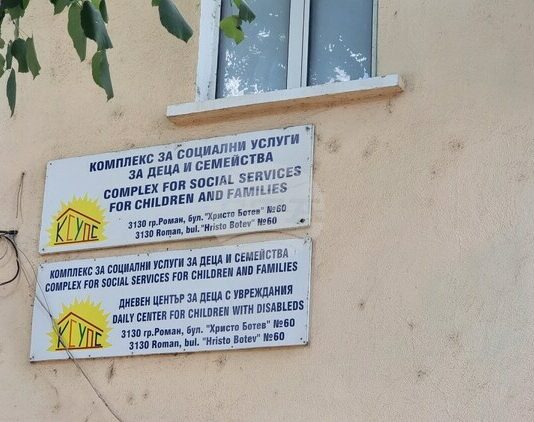 КОМПЛЕКС ЗА СОЦИАЛНИ УСЛУГИ
ЗА ДЕЦА И СЕМЕЙСТВА
COMPLEX FOR SOCIAL SERVICES
FOR CHILDREN AND FAMILIES
3130 гр.Роман, бул. "Христо Ботев" №60
3130 Roman, bul. "Hristo Botev" №60
КСУДС
КОМПЛЕКС ЗА СОЦИАЛНИ УСЛУГИ ЗА ДЕЦА И СЕМЕЙСТВА
COMPLEX FOR SOCIAL SERVICES FOR CHILDREN AND FAMILIES
ДНЕВЕН ЦЕНТЪР ЗА ДЕЦА С УВРЕЖДАНИЯ
DAILY CENTER FOR CHILDREN WITH DISABLEDS
3130 гр.Роман, бул. "Христо Ботев" №60
3130 Roman, bul. "Hristo Botev" №60
КСУДС